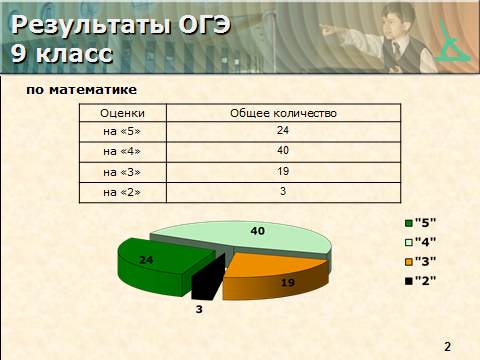 Результаты ОГЭ
9 класс
по математике
Оценки Общее количество
на «5» 24
на «4» 40
на «3» 19
на «2» 3
40
24
19
3
"5"
"4"
"3"
"2"
2